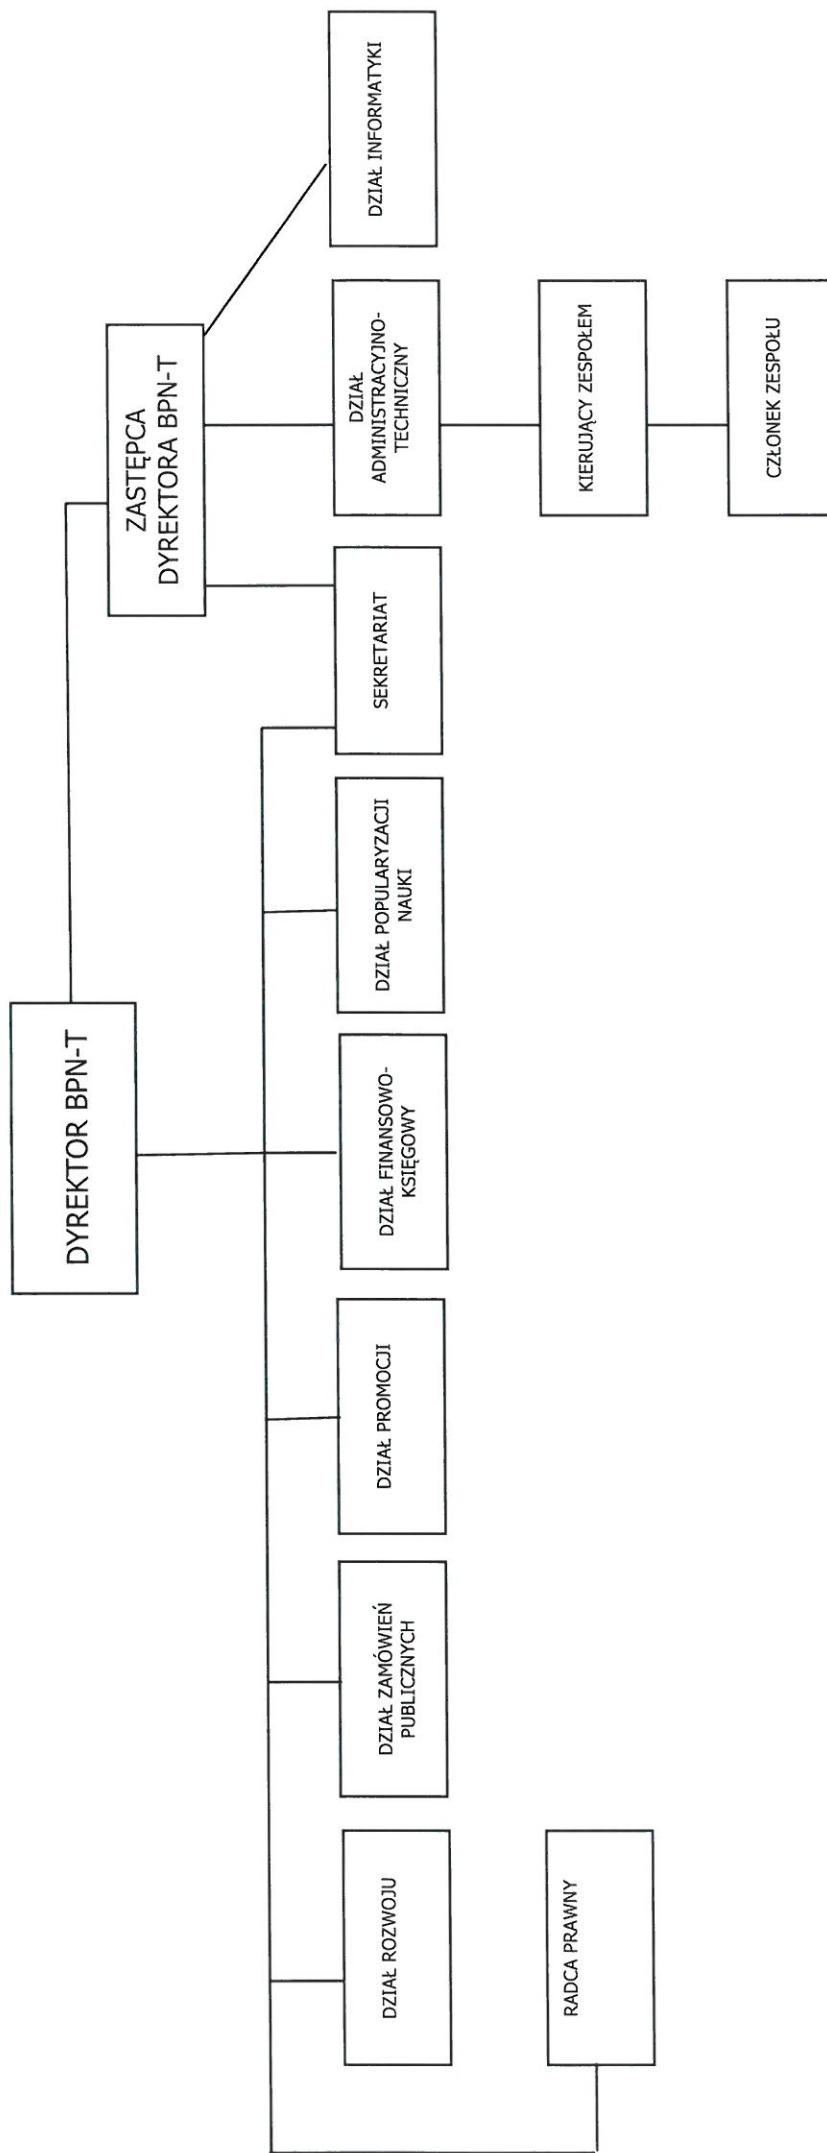 DYREKTOR BPN-T
ZASTĘPCA
DYREKTORA BPN-T
DZIAŁ ROZWOJU
DZIAŁ ZAMÓWIEŃ
PUBLICZNYCH
DZIAŁ PROMOCJI
DZIAŁ FINANSOWO-
KSIĘGOWY
DZIAŁ POPULARYZACJI
NAUKI
SEKRETARIAT
DZIAŁ
ADMINISTRACYJNO-
TECHNICZNY
DZIAŁ INFORMATYKI
RADCA PRAWNY
KIERUJĄCY ZESPOŁEM
CZŁONEK ZESPOŁU